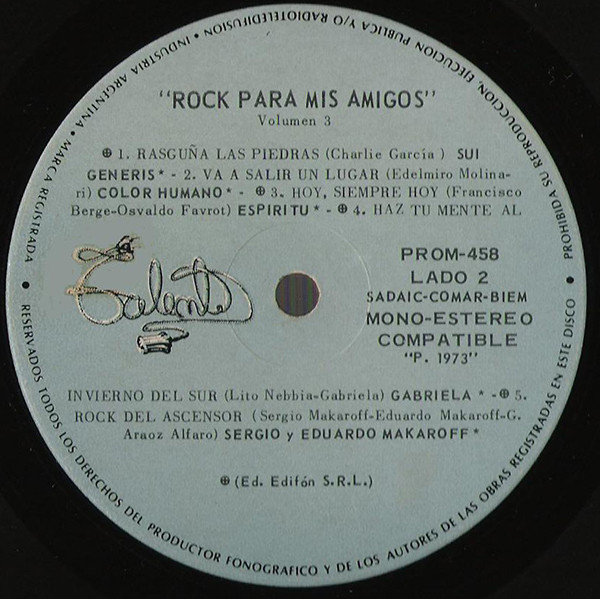 "ROCK PARA MIS AMIGOS"
Volumen 3
⊕ 1. RASGUÑA LAS PIEDRAS (Charlie García ) SUI
GENERIS* - 2. VA A SALIR UN LUGAR (Edelmiro Molina-
ri) COLOR HUMANO* - ⊕ 3. HOY, SIEMPRE HOY (Francisco
Berge-Osvaldo Favrot) ESPIRITU* - ⊕ 4. HAZ TU MENTE AL
Talent
PROM-458
LADO 2
SADAIC-COMAR-BIEM
MONO-ESTEREO
COMPATIBLE
"P. 1973"
INVIERNO DEL SUR (Lito Nebbia-Gabriela) GABRIELA * - ⊕ 5.
ROCK DEL ASCENSOR (Sergio Makaroff-Eduardo Makaroff-G.
Araoz Alfaro) SERGIO y EDUARDO MAKAROFF*
⊕ (Ed. Edifón S.R.L.)
RESERVADOS TODOS LOS DERECHOS DEL PRODUCTOR FONOGRAFICO Y DE LOS AUTORES DE LAS OBRAS REGISTRADAS EN ESTE DISCO •
PROHIBIDA SU REPRODUCCION, EJECUCION PUBLICA Y/O RADIOTELEDIFUSION •
INDUSTRIA ARGENTINA • MARCA REGISTRADA •